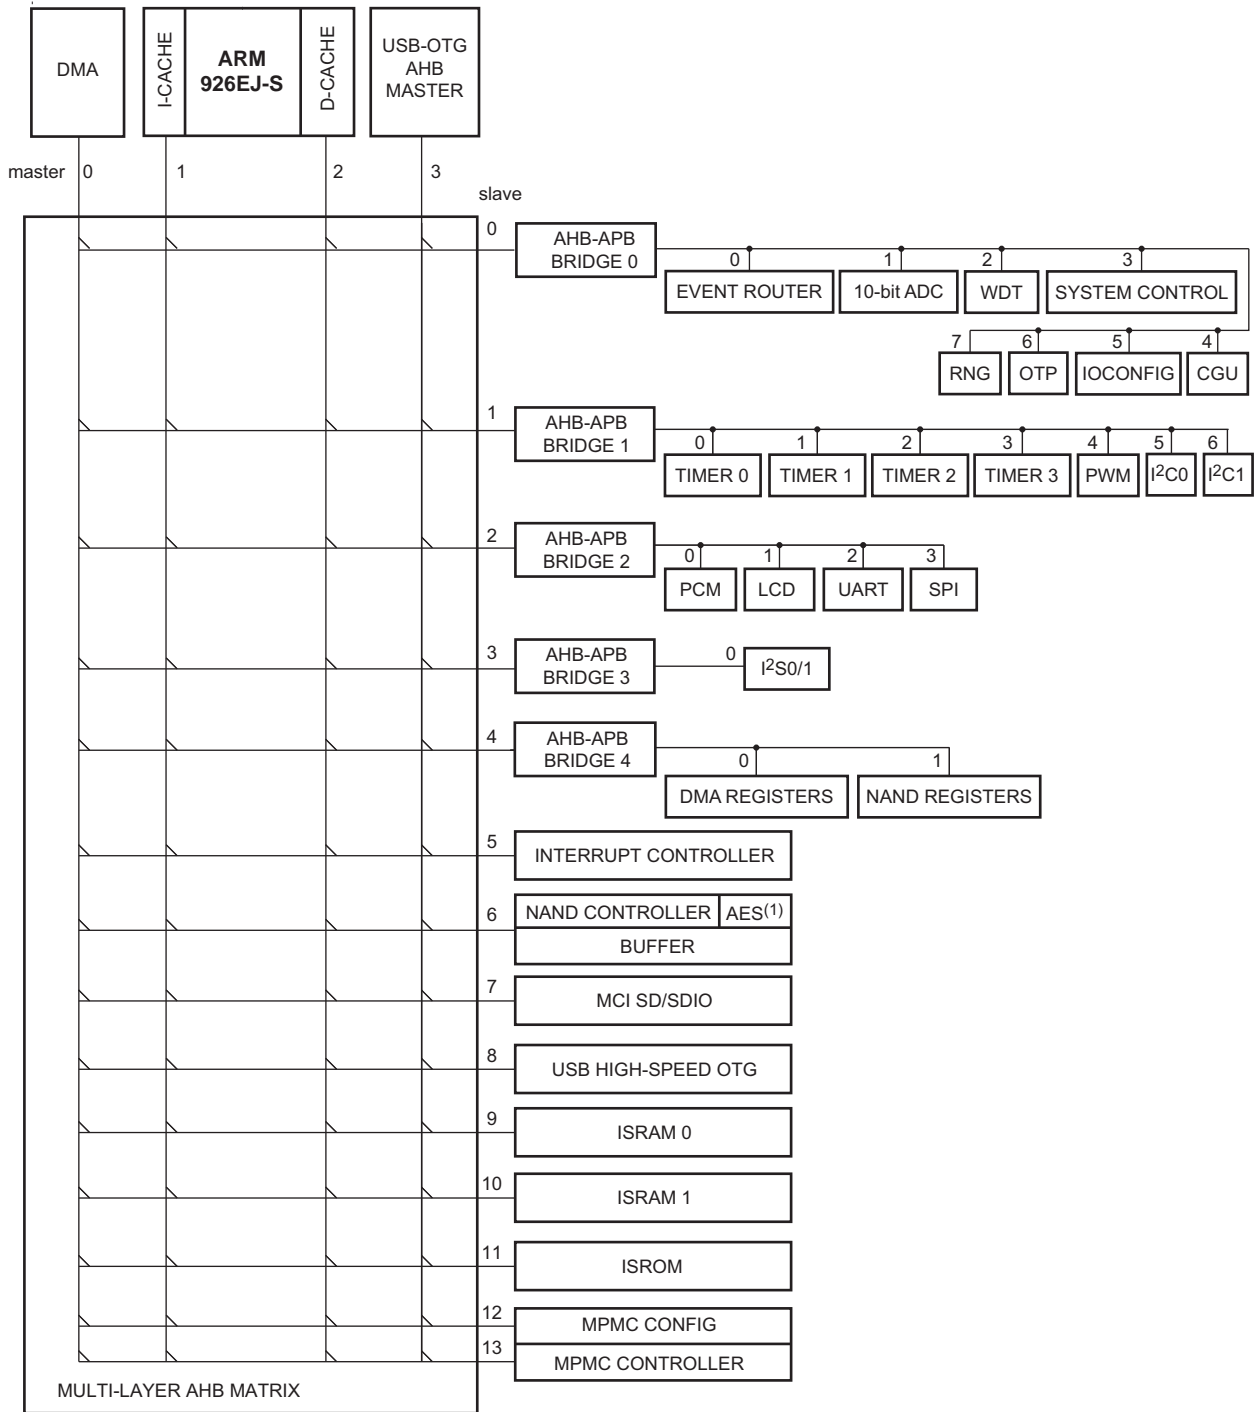 DMA
I-CACHE
ARM
926EJ-S
D-CACHE
USB-OTG
AHB
MASTER
master 0 1 2 3
slave
0
AHB-APB
BRIDGE 0
0 1 2 3
EVENT ROUTER 10-bit ADC WDT SYSTEM CONTROL
7 6 5 4
RNG OTP IOCONFIG CGU
1
AHB-APB
BRIDGE 1
0 1 2 3 4 5 6
TIMER 0 TIMER 1 TIMER 2 TIMER 3 PWM I2C0 I2C1
2
AHB-APB
BRIDGE 2
0 1 2 3
PCM LCD UART SPI
3
AHB-APB
BRIDGE 3
0
I2S0/1
4
AHB-APB
BRIDGE 4
0 1
DMA REGISTERS NAND REGISTERS
5
INTERRUPT CONTROLLER
6
NAND CONTROLLER AES(1)
BUFFER
7
MCI SD/SDIO
8
USB HIGH-SPEED OTG
9
ISRAM 0
10
ISRAM 1
11
ISROM
12
MPMC CONFIG
13
MPMC CONTROLLER
MULTI-LAYER AHB MATRIX